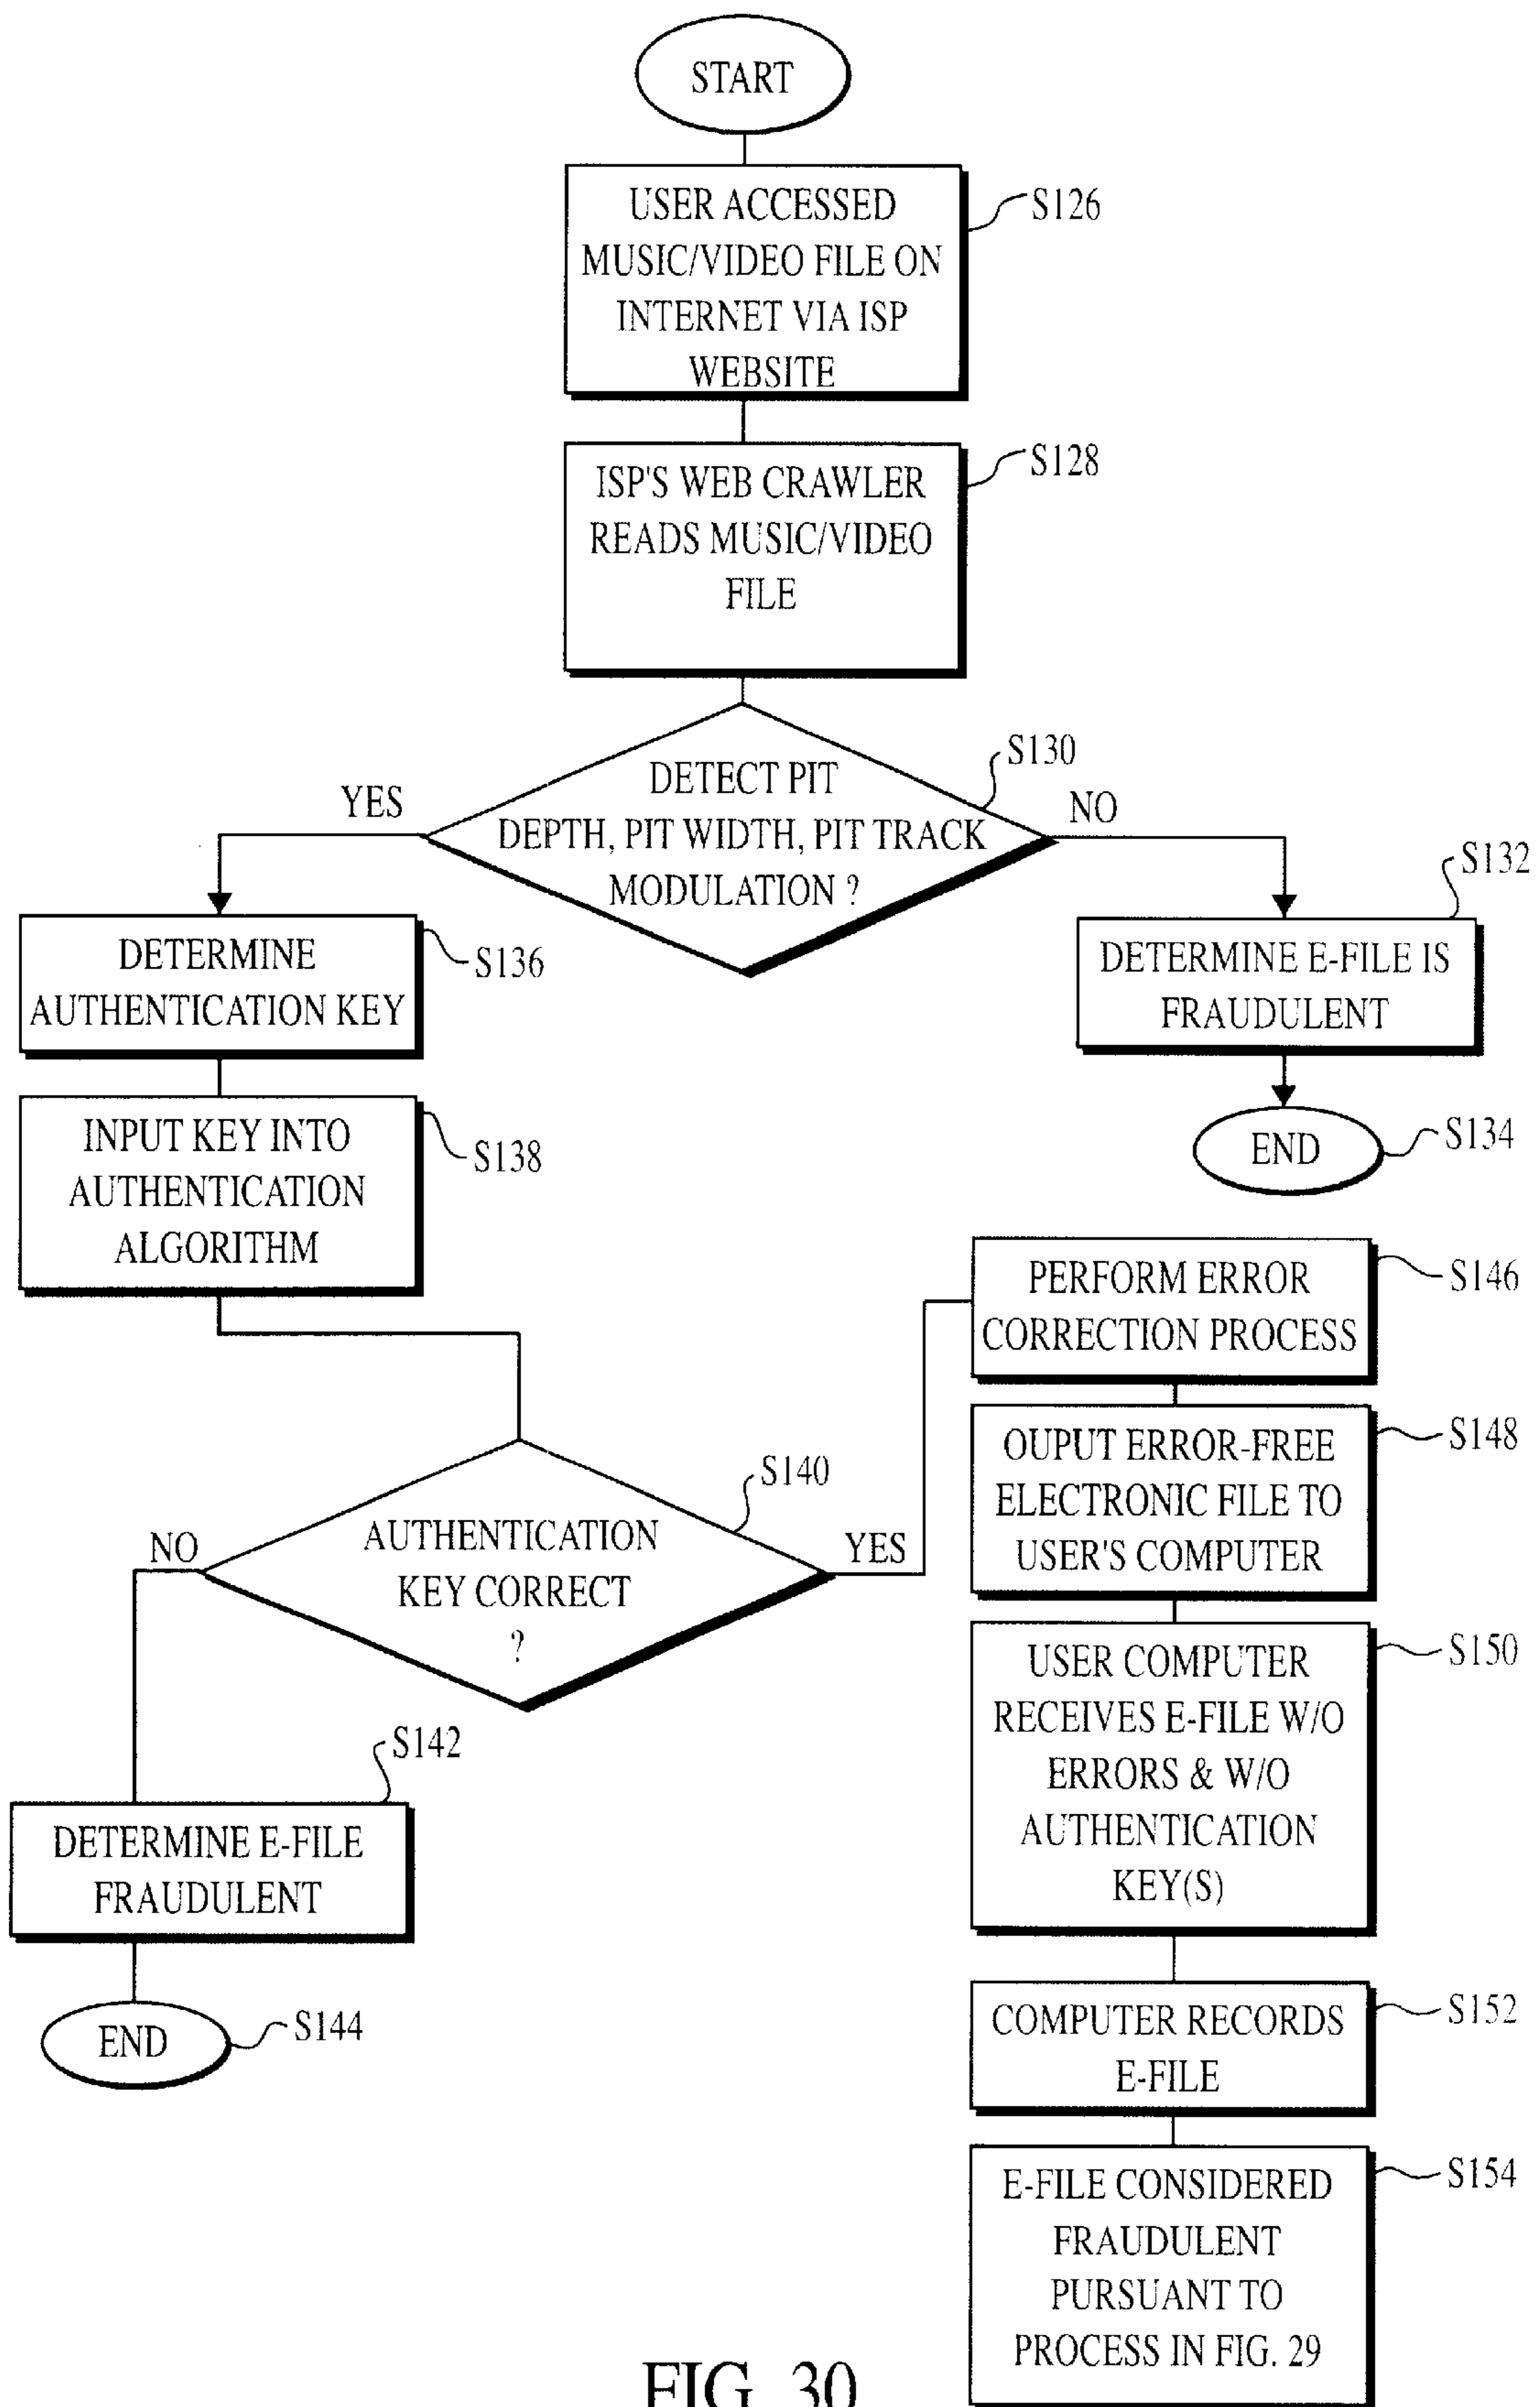 START
USER ACCESSED
MUSIC/VIDEO FILE ON
INTERNET VIA ISP
WEBSITE
S126
ISP'S WEB CRAWLER
READS MUSIC/VIDEO
FILE
S128
DETECT PIT
DEPTH, PIT WIDTH, PIT TRACK
MODULATION ?
S130
YES
NO
S132
DETERMINE E-FILE IS
FRAUDULENT
END
S134
DETERMINE
AUTHENTICATION KEY
S136
INPUT KEY INTO
AUTHENTICATION
ALGORITHM
S138
AUTHENTICATION
KEY CORRECT
?
S140
NO
YES
S142
DETERMINE E-FILE
FRAUDULENT
END
S144
PERFORM ERROR
CORRECTION PROCESS
S146
OUPUT ERROR-FREE
ELECTRONIC FILE TO
USER'S COMPUTER
S148
USER COMPUTER
RECEIVES E-FILE W/O
ERRORS & W/O
AUTHENTICATION
KEY(S)
S150
COMPUTER RECORDS
E-FILE
S152
E-FILE CONSIDERED
FRAUDULENT
PURSUANT TO
PROCESS IN FIG. 29
S154
FIG. 30